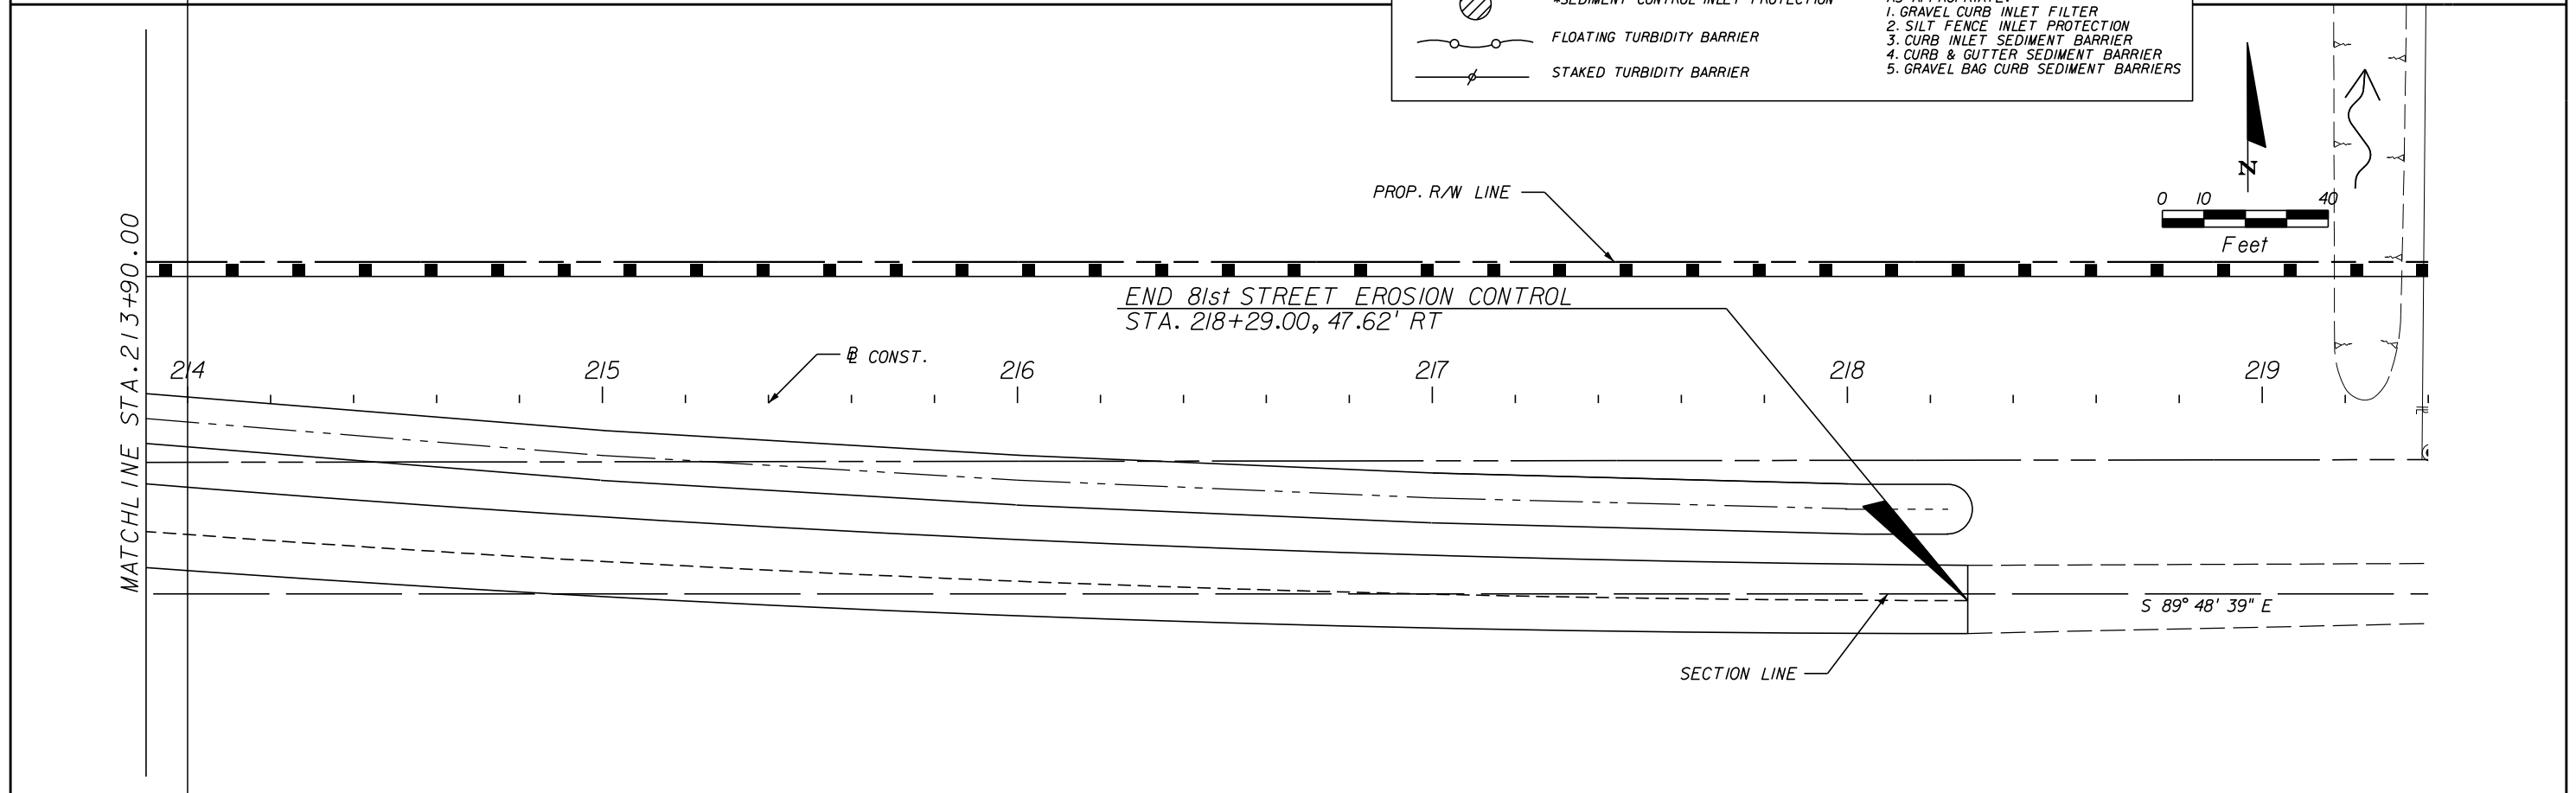 *SEDIMENT CONTROL INLET PROTECTION
FLOATING TURBIDITY BARRIER
STAKED TURBIDITY BARRIER
AS APPROPRIATE:
1. GRAVEL CURB INLET FILTER
2. SILT FENCE INLET PROTECTION
3. CURB INLET SEDIMENT BARRIER
4. CURB & GUTTER SEDIMENT BARRIER
5. GRAVEL BAG CURB SEDIMENT BARRIERS
N
0 10 40
Feet
PROP. R/W LINE
MATCHLINE STA. 213+90.00
END 81st STREET EROSION CONTROL
STA. 218+29.00, 47.62' RT
℄ CONST.
214 215 216 217 218 219
S 89° 48' 39" E
SECTION LINE